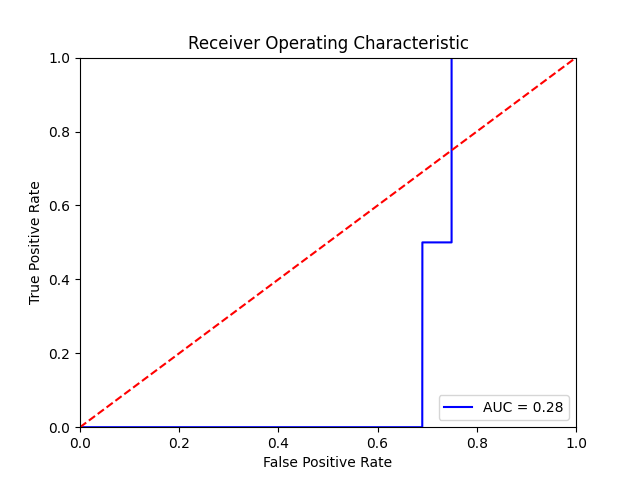 Receiver Operating Characteristic
1.0
0.8
0.6
0.4
0.2
0.0
True Positive Rate
AUC = 0.28
0.0 0.2 0.4 0.6 0.8 1.0
False Positive Rate